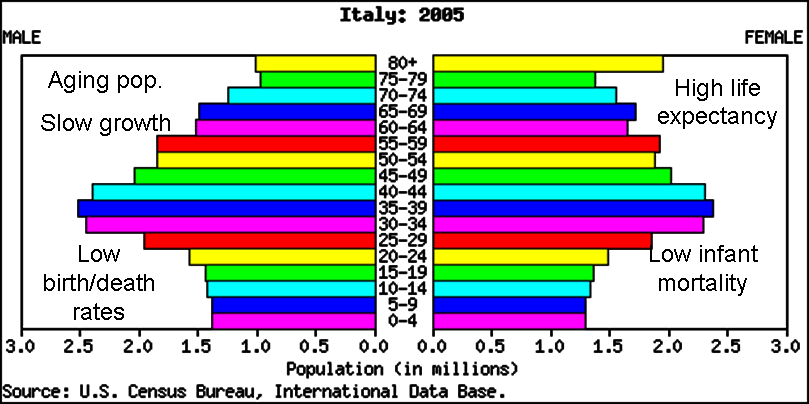 Italy: 2005
MALE
FEMALE
80+
75-79
70-74
65-69
60-64
55-59
50-54
45-49
40-44
35-39
30-34
25-29
20-24
15-19
10-14
5-9
0-4
Aging pop.
Slow growth
Low
birth/death
rates
High life
expectancy
Low infant
mortality
3.0 2.5 2.0 1.5 1.0 0.5 0.0 0.0 0.5 1.0 1.5 2.0 2.5 3.0
Population (in millions)
Source: U.S. Census Bureau, International Data Base.